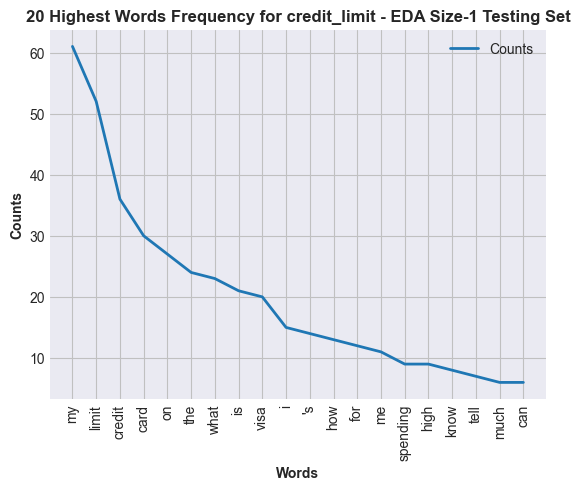 20 Highest Words Frequency for credit_limit - EDA Size-1 Testing Set
Counts
60
50
40
30
20
10
Counts
my
limit
credit
card
on
the
what
is
visa
i
's
how
for
me
spending
high
know
tell
much
can
Words